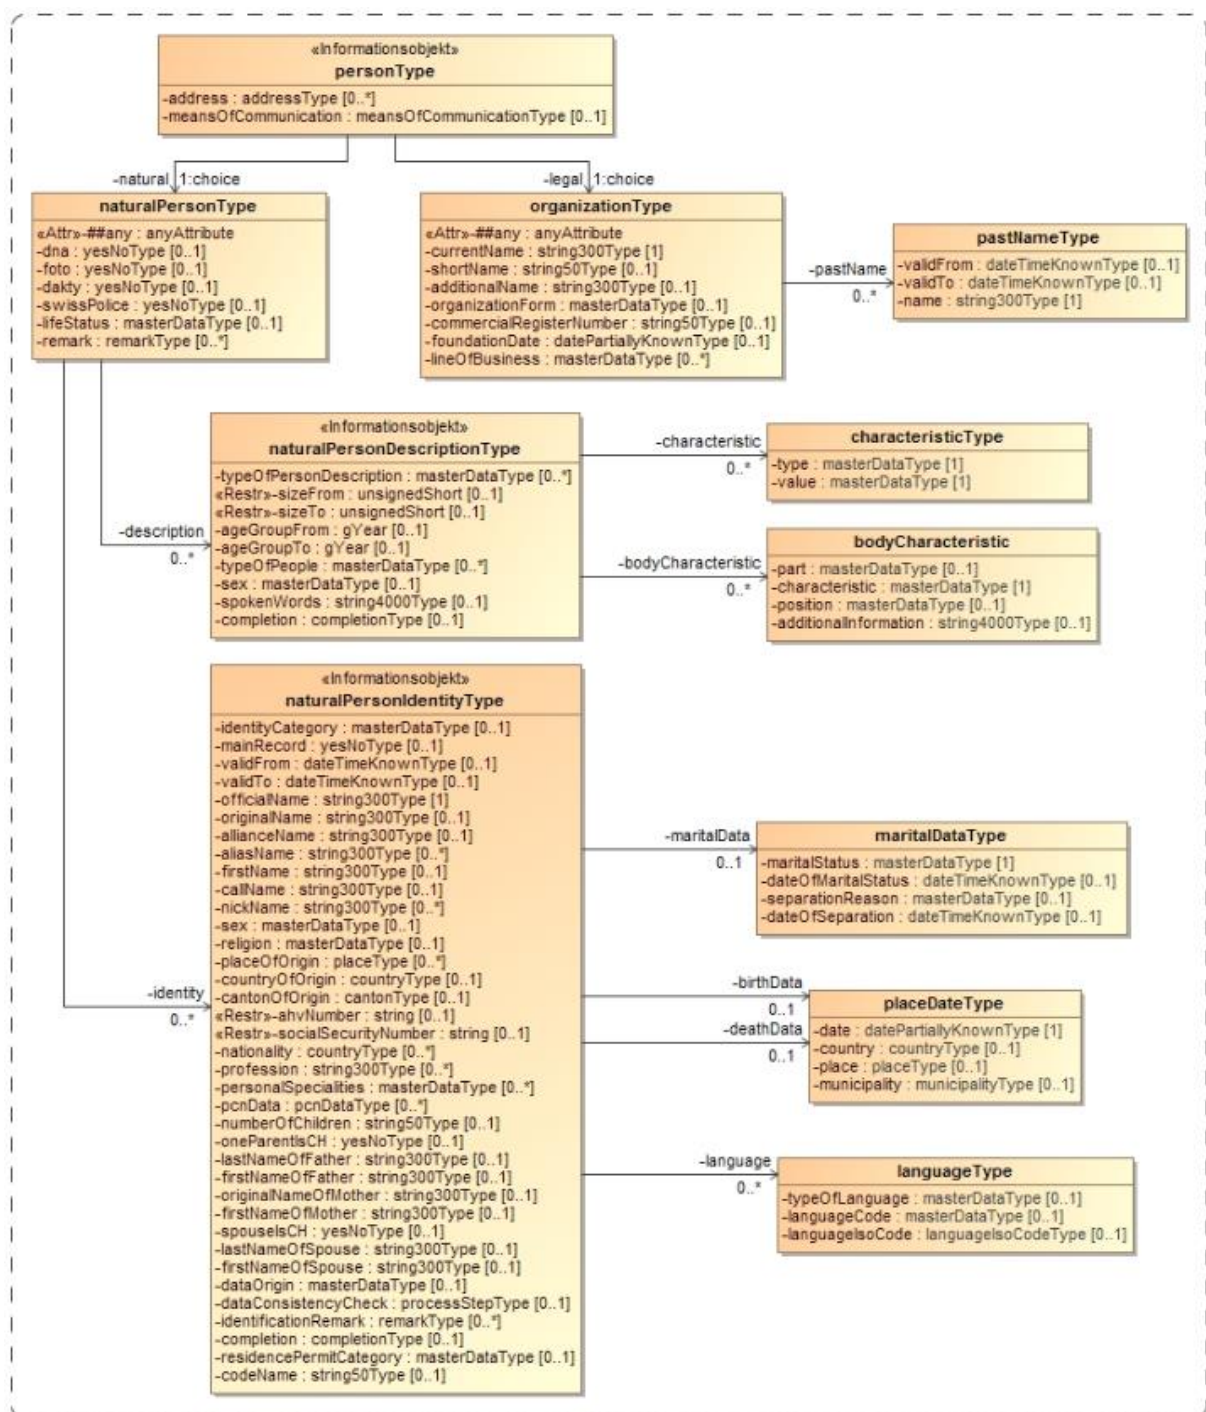 «Informationsobjekt»
personType
-address : addressType [0..*]
-meansOfCommunication : meansOfCommunicationType [0..1]
-natural 1:choice
-legal 1:choice
naturalPersonType
«Attr»-##any : anyAttribute
-dna : yesNoType [0..1]
-foto : yesNoType [0..1]
-dakty : yesNoType [0..1]
-swissPolice : yesNoType [0..1]
-lifeStatus : masterDataType [0..1]
-remark : remarkType [0..*]
organizationType
«Attr»-##any : anyAttribute
-currentName : string300Type [1]
-shortName : string50Type [0..1]
-additionalName : string300Type [0..1]
-organizationForm : masterDataType [0..1]
-commercialRegisterNumber : string50Type [0..1]
-foundationDate : datePartiallyKnownType [0..1]
-lineOfBusiness : masterDataType [0..*]
-pastName
0..*
pastNameType
-validFrom : dateTimeKnownType [0..1]
-validTo : dateTimeKnownType [0..1]
-name : string300Type [1]
-description
0..*
«Informationsobjekt»
naturalPersonDescriptionType
-typeOfPersonDescription : masterDataType [0..*]
«Restr»-sizeFrom : unsignedShort [0..1]
«Restr»-sizeTo : unsignedShort [0..1]
-ageGroupFrom : gYear [0..1]
-ageGroupTo : gYear [0..1]
-typeOfPeople : masterDataType [0..*]
-sex : masterDataType [0..1]
-spokenWords : string4000Type [0..1]
-completion : completionType [0..1]
-characteristic
0..*
characteristicType
-type : masterDataType [1]
-value : masterDataType [1]
-bodyCharacteristic
0..*
bodyCharacteristic
-part : masterDataType [0..1]
-characteristic : masterDataType [1]
-position : masterDataType [0..1]
-additionalInformation : string4000Type [0..1]
-identity
0..*
«Informationsobjekt»
naturalPersonIdentityType
-identityCategory : masterDataType [0..1]
-mainRecord : yesNoType [0..1]
-validFrom : dateTimeKnownType [0..1]
-validTo : dateTimeKnownType [0..1]
-officialName : string300Type [1]
-originalName : string300Type [0..1]
-allianceName : string300Type [0..1]
-aliasName : string300Type [0..*]
-firstName : string300Type [0..1]
-callName : string300Type [0..1]
-nickName : string300Type [0..*]
-sex : masterDataType [0..1]
-religion : masterDataType [0..1]
-placeOfOrigin : placeType [0..*]
-countryOfOrigin : countryType [0..1]
-cantonOfOrigin : cantonType [0..1]
«Restr»-ahvNumber : string [0..1]
«Restr»-socialSecurityNumber : string [0..1]
-nationality : countryType [0..*]
-profession : string300Type [0..*]
-personalSpecialities : masterDataType [0..*]
-pcnData : pcnDataType [0..*]
-numberOfChildren : string50Type [0..1]
-oneParentIsCH : yesNoType [0..1]
-lastNameOfFather : string300Type [0..1]
-firstNameOfFather : string300Type [0..1]
-originalNameOfMother : string300Type [0..1]
-firstNameOfMother : string300Type [0..1]
-spouseIsCH : yesNoType [0..1]
-lastNameOfSpouse : string300Type [0..1]
-firstNameOfSpouse : string300Type [0..1]
-dataOrigin : masterDataType [0..1]
-dataConsistencyCheck : processStepType [0..1]
-identificationRemark : remarkType [0..*]
-completion : completionType [0..1]
-residencePermitCategory : masterDataType [0..1]
-codeName : string50Type [0..1]
-maritalData
0..1
maritalDataType
-maritalStatus : masterDataType [1]
-dateOfMaritalStatus : dateTimeKnownType [0..1]
-separationReason : masterDataType [0..1]
-dateOfSeparation : dateTimeKnownType [0..1]
-birthData
0..1
-deathData
0..1
placeDateType
-date : datePartiallyKnownType [1]
-country : countryType [0..1]
-place : placeType [0..1]
-municipality : municipalityType [0..1]
-language
0..*
languageType
-typeOfLanguage : masterDataType [0..1]
-languageCode : masterDataType [0..1]
-languageIsoCode : languageIsoCodeType [0..1]